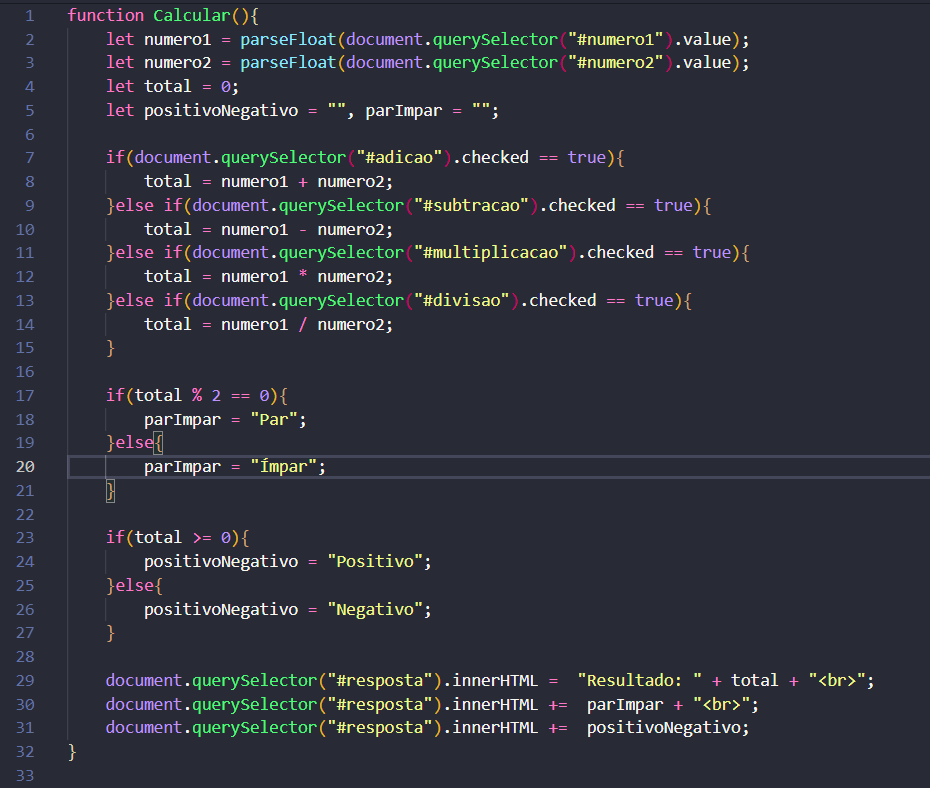 1 function Calcular(){
2     let numero1 = parseFloat(document.querySelector("#numero1").value);
3     let numero2 = parseFloat(document.querySelector("#numero2").value);
4     let total = 0;
5     let positivoNegativo = "", parImpar = "";
6
7     if(document.querySelector("#adicao").checked == true){
8         total = numero1 + numero2;
9     }else if(document.querySelector("#subtracao").checked == true){
10         total = numero1 - numero2;
11     }else if(document.querySelector("#multiplicacao").checked == true){
12         total = numero1 * numero2;
13     }else if(document.querySelector("#divisao").checked == true){
14         total = numero1 / numero2;
15     }
16
17     if(total % 2 == 0){
18         parImpar = "Par";
19     }else{
20         parImpar = "Ímpar";
21     }
22
23     if(total >= 0){
24         positivoNegativo = "Positivo";
25     }else{
26         positivoNegativo = "Negativo";
27     }
28
29     document.querySelector("#resposta").innerHTML =  "Resultado: " + total + "<br>";
30     document.querySelector("#resposta").innerHTML +=  parImpar + "<br>";
31     document.querySelector("#resposta").innerHTML +=  positivoNegativo;
32 }
33